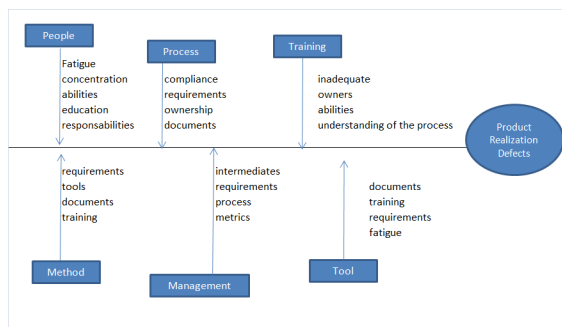 People
Process
Training
Fatigue
concentration
abilities
education
responsabilities
compliance
requirements
ownership
documents
inadequate
owners
abilities
understanding of the process
Product
Realization
Defects
requirements
tools
documents
training
intermediates
requirements
process
metrics
documents
training
requirements
fatigue
Method
Management
Tool